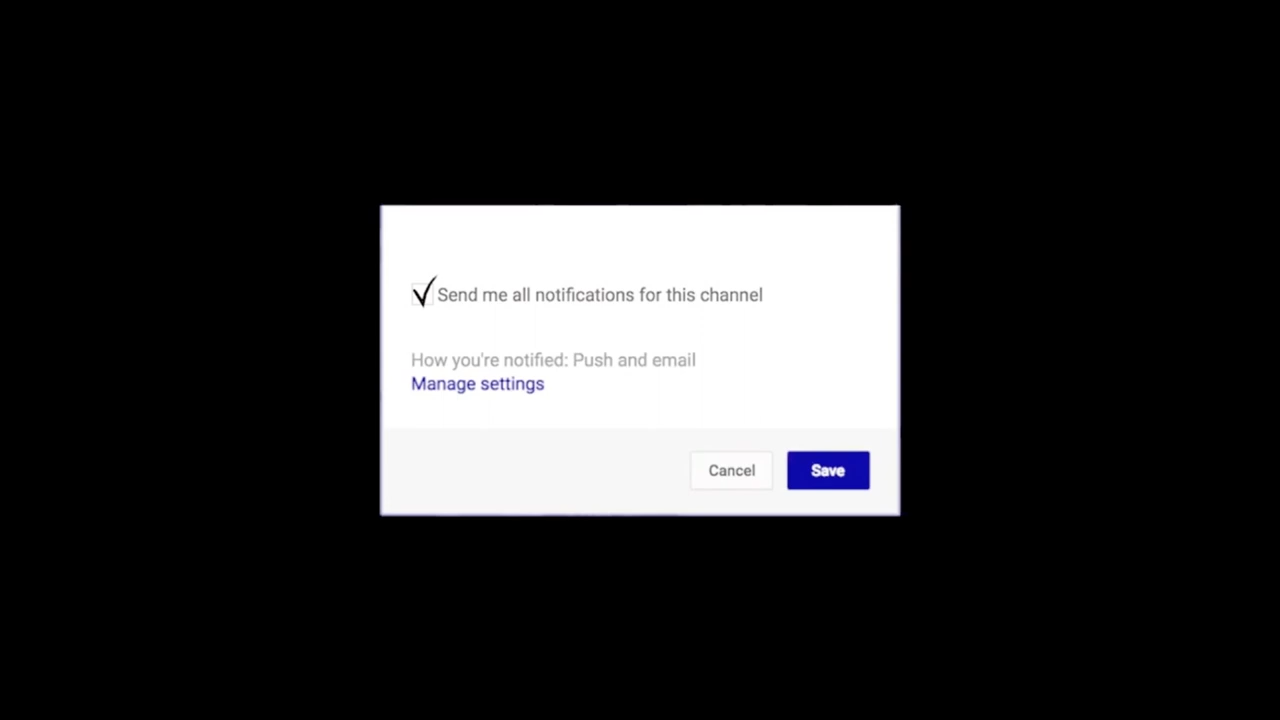 Send me all notifications for this channel
How you're notified: Push and email
Manage settings
Cancel
Save